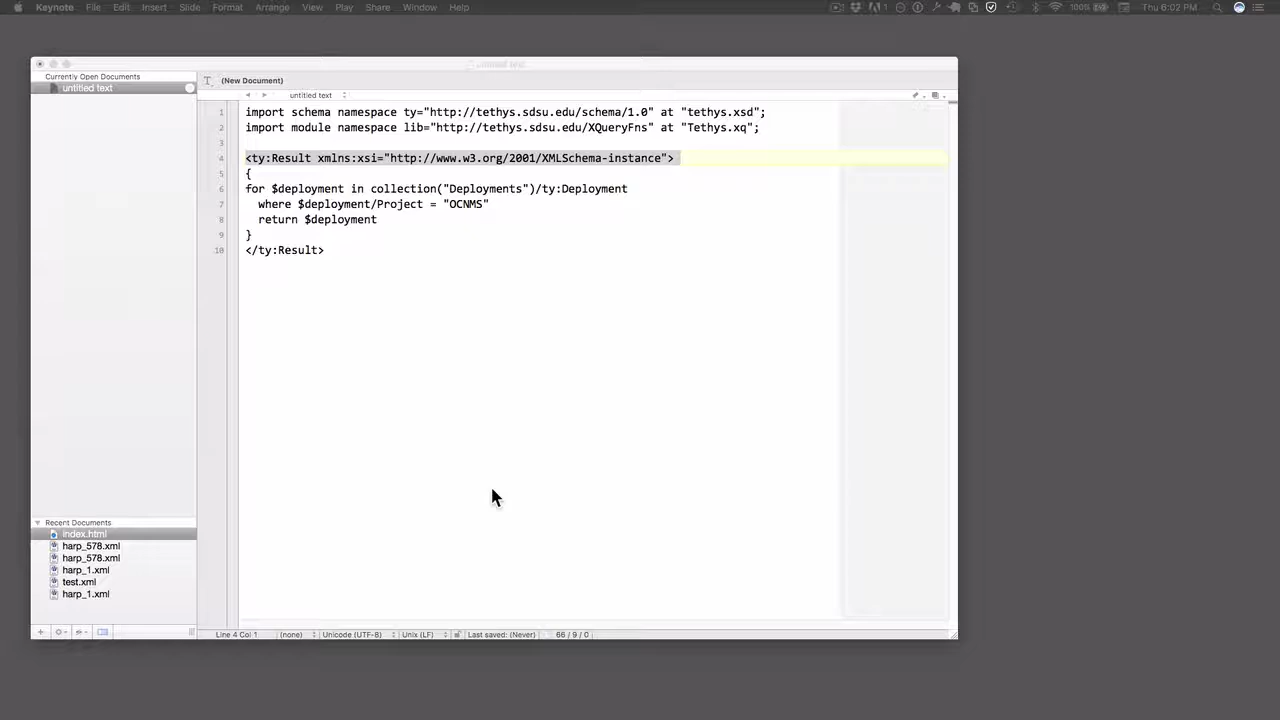 Keynote File Edit Insert Slide Format Arrange View Play Share Window Help
1 100% Thu 6:02 PM
untitled text
Currently Open Documents
untitled text
(New Document)
untitled text
1 import schema namespace ty="http://tethys.sdsu.edu/schema/1.0" at "tethys.xsd";
2 import module namespace lib="http://tethys.sdsu.edu/XQueryFns" at "Tethys.xq";
3
4 <ty:Result xmlns:xsi="http://www.w3.org/2001/XMLSchema-instance">
5 {
6 for $deployment in collection("Deployments")/ty:Deployment
7 where $deployment/Project = "OCNMS"
8 return $deployment
9 }
10 </ty:Result>
Recent Documents
index.html
harp_578.xml
harp_578.xml
harp_1.xml
test.xml
harp_1.xml
Line 4 Col 1 (none) Unicode (UTF-8) Unix (LF) Last saved: (Never) 66 / 9 / 0